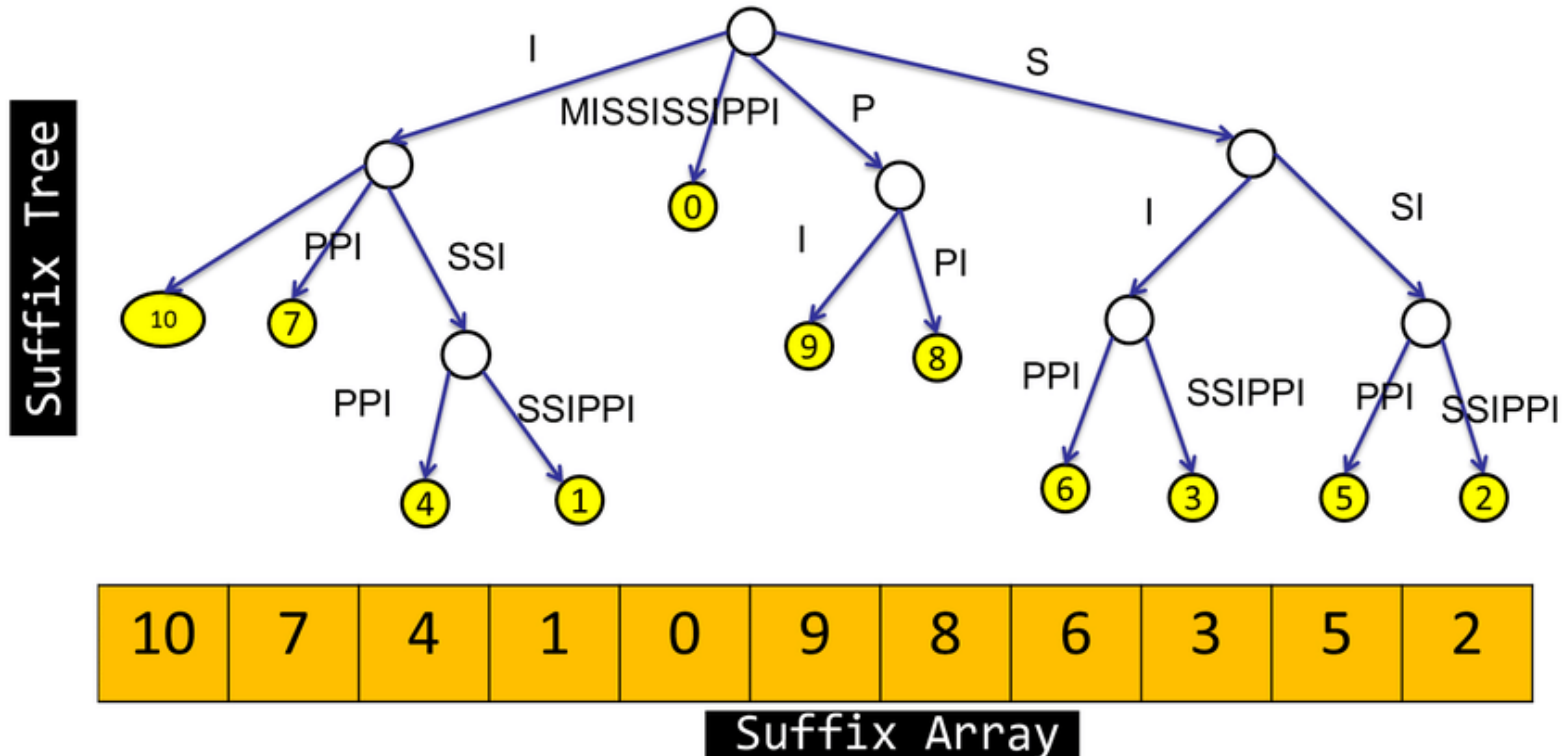 Suffix Tree
I
S
MISSISSIPPI
P
0
I
PI
I
SI
PPI
SSI
10
7
9
8
PPI
SSIPPI
PPI
SSIPPI
PPI
SSIPPI
4
1
6
3
5
2
10 7 4 1 0 9 8 6 3 5 2
Suffix Array